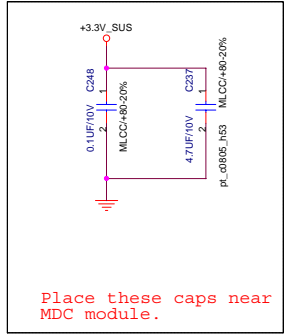 +3.3V_SUS
C248
1
2
0.1UF/10V
MLCC/+80-20%
C237
1
2
4.7UF/10V
MLCC/+80-20%
pt_c0805_h53
Place these caps near
MDC module.